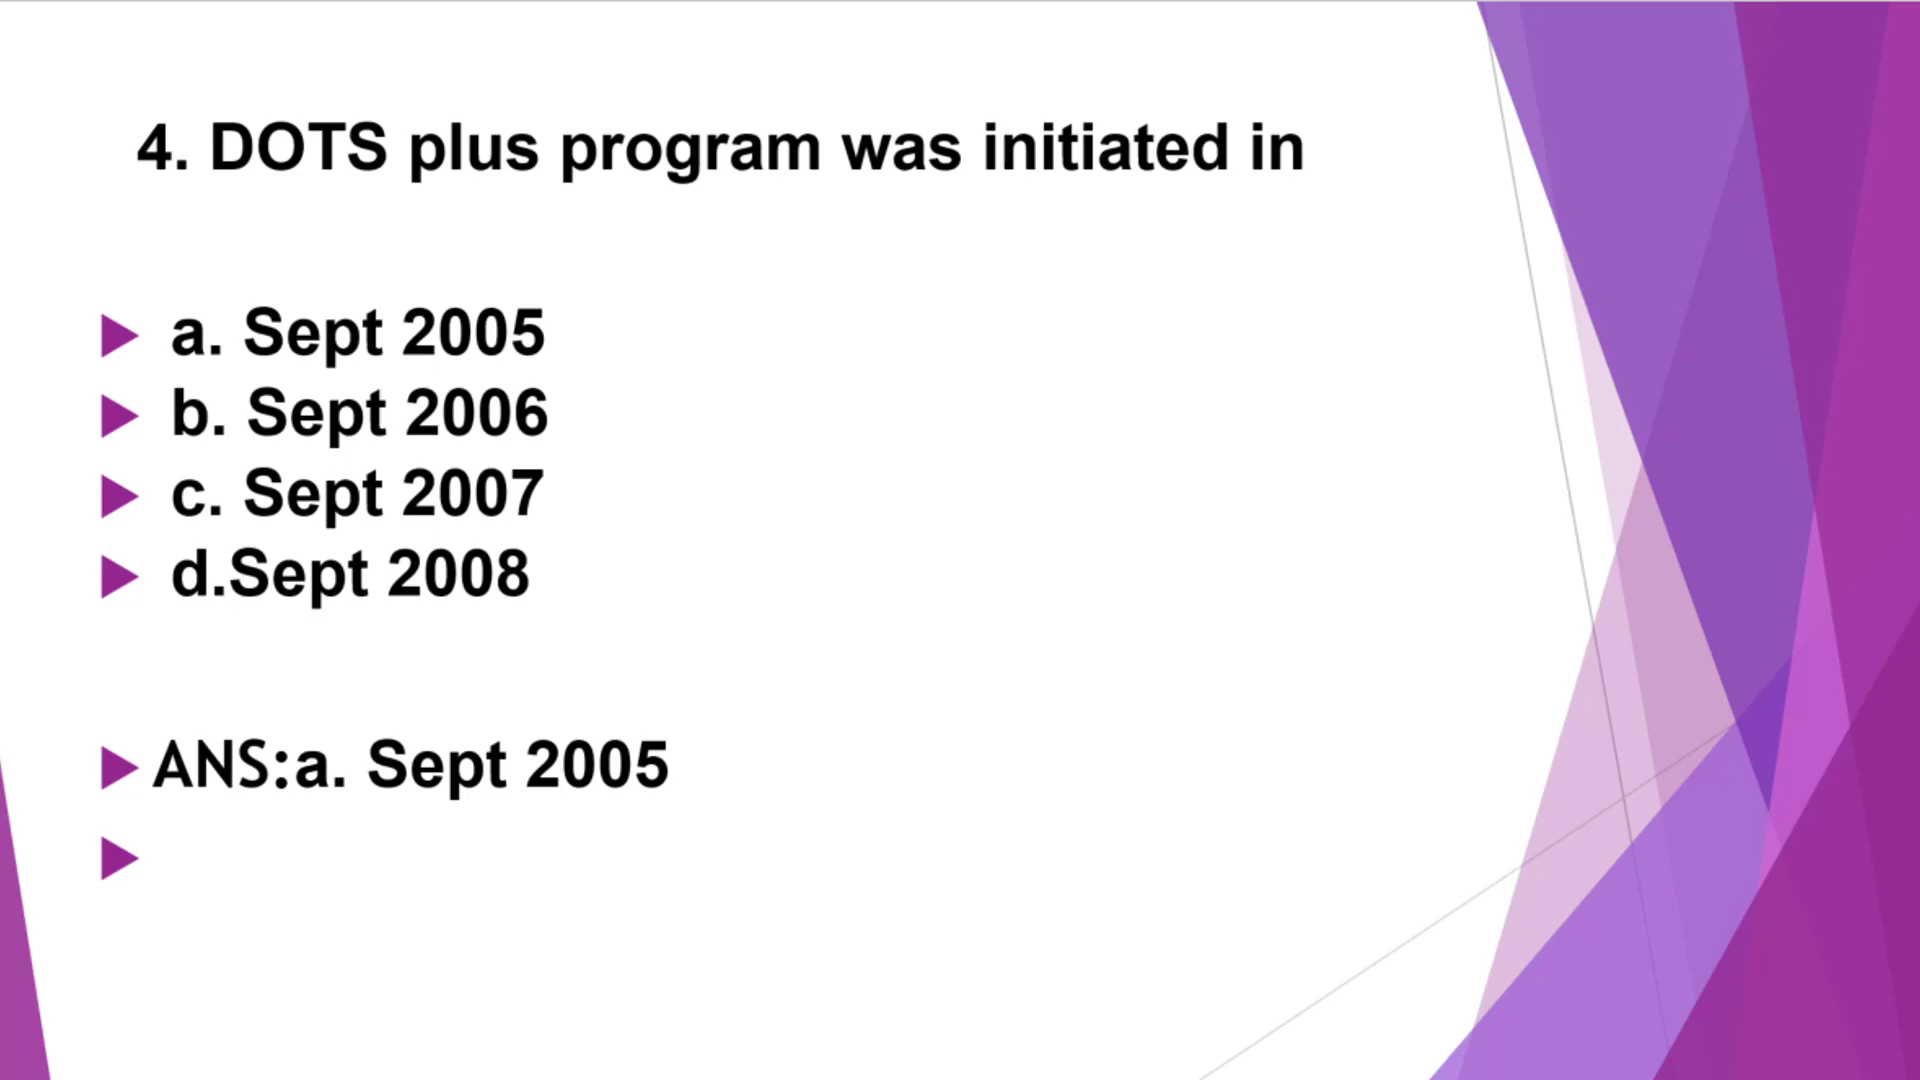 4. DOTS plus program was initiated in
a. Sept 2005
b. Sept 2006
c. Sept 2007
d.Sept 2008
ANS:a. Sept 2005